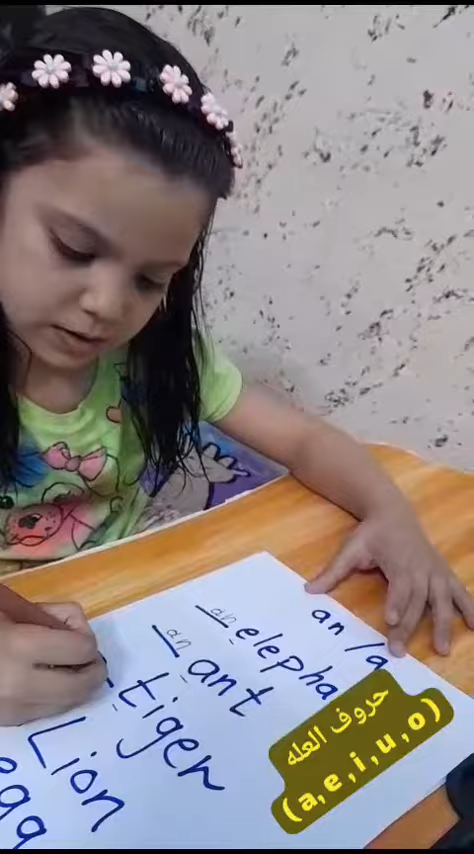 an/a
an elepha
an ant
tiger
Lion
egg
حروف العله
(a,e,i,u,o)